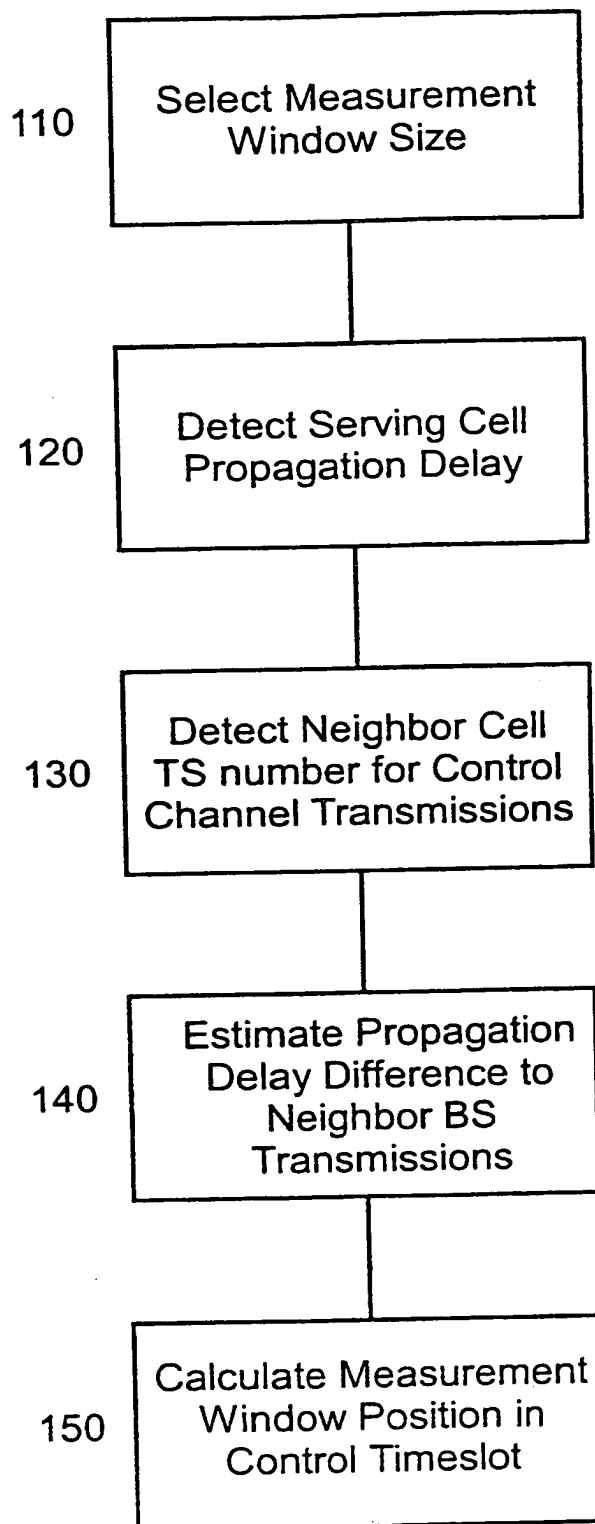 110
Select Measurement
Window Size
120
Detect Serving Cell
Propagation Delay
130
Detect Neighbor Cell
TS number for Control
Channel Transmissions
140
Estimate Propagation
Delay Difference to
Neighbor BS
Transmissions
150
Calculate Measurement
Window Position in
Control Timeslot